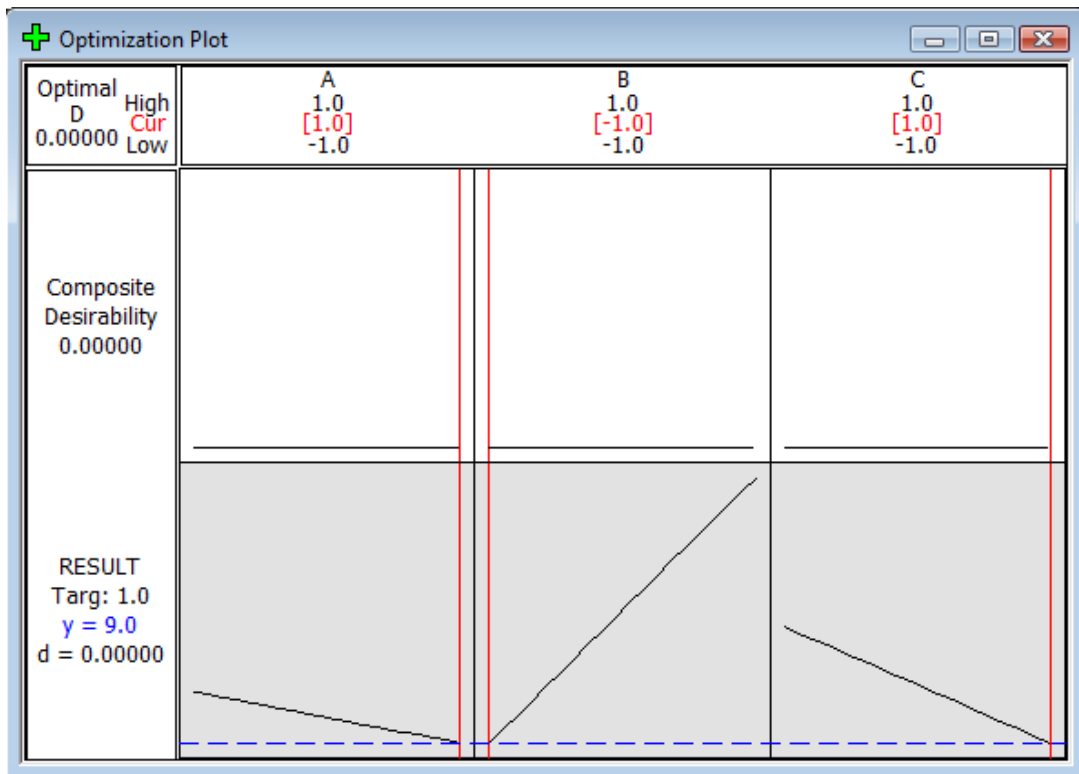 Optimization Plot
Optimal
D
0.00000
High
Cur
Low
A
1.0
[1.0]
-1.0
B
1.0
[-1.0]
-1.0
C
1.0
[1.0]
-1.0
Composite
Desirability
0.00000
RESULT
Targ: 1.0
y = 9.0
d = 0.00000